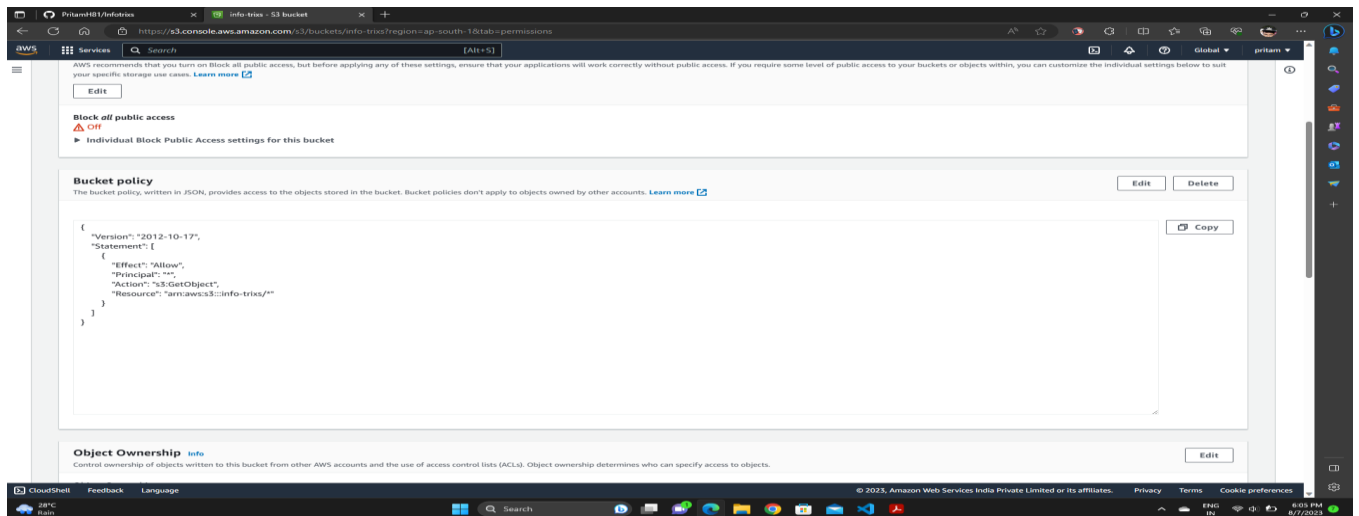 PritamH81/Infotrixs
info-trixs - S3 bucket
https://s3.console.aws.amazon.com/s3/buckets/info-trixs?region=ap-south-1&tab=permissions
aws
Services
Search
[Alt+S]
Global
pritam
AWS recommends that you turn on Block all public access, but before applying any of these settings, ensure that your applications will work correctly without public access. If you require some level of public access to your buckets or objects within, you can customize the individual settings below to suit
your specific storage use cases. Learn more
Edit
Block all public access
Off
Individual Block Public Access settings for this bucket
Bucket policy
The bucket policy, written in JSON, provides access to the objects stored in the bucket. Bucket policies don't apply to objects owned by other accounts. Learn more
Edit
Delete
Copy
{
"Version": "2012-10-17",
"Statement": [
{
"Effect": "Allow",
"Principal": "*",
"Action": "s3:GetObject",
"Resource": "arn:aws:s3:::info-trixs/*"
}
]
}
Object Ownership Info
Control ownership of objects written to this bucket from other AWS accounts and the use of access control lists (ACLs). Object ownership determines who can specify access to objects.
Edit
CloudShell
Feedback
Language
© 2023, Amazon Web Services India Private Limited or its affiliates.
Privacy
Terms
Cookie preferences
28°C
Rain
Search
ENG
IN
6:05 PM
8/7/2023